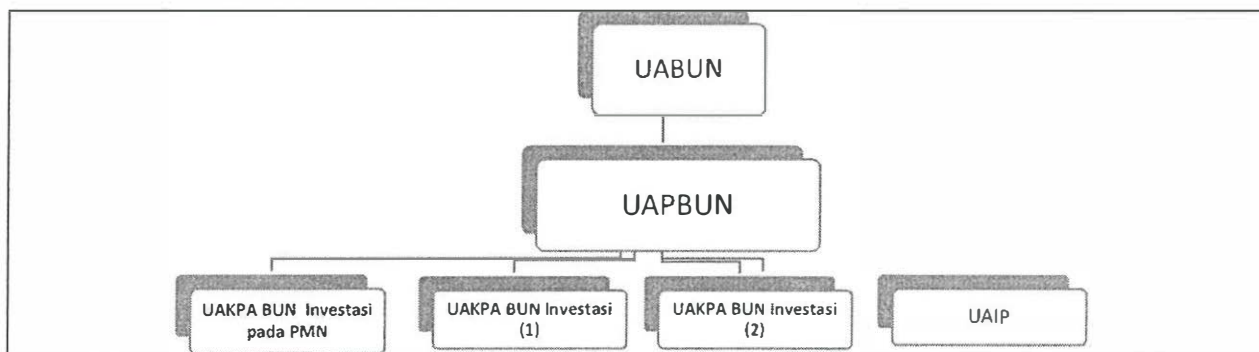 UABUN
UAPBUN
UAKPA BUN Investasi
pada PMN
UAKPA BUN Investasi
(1)
UAKPA BUN Investasi
(2)
UAIP